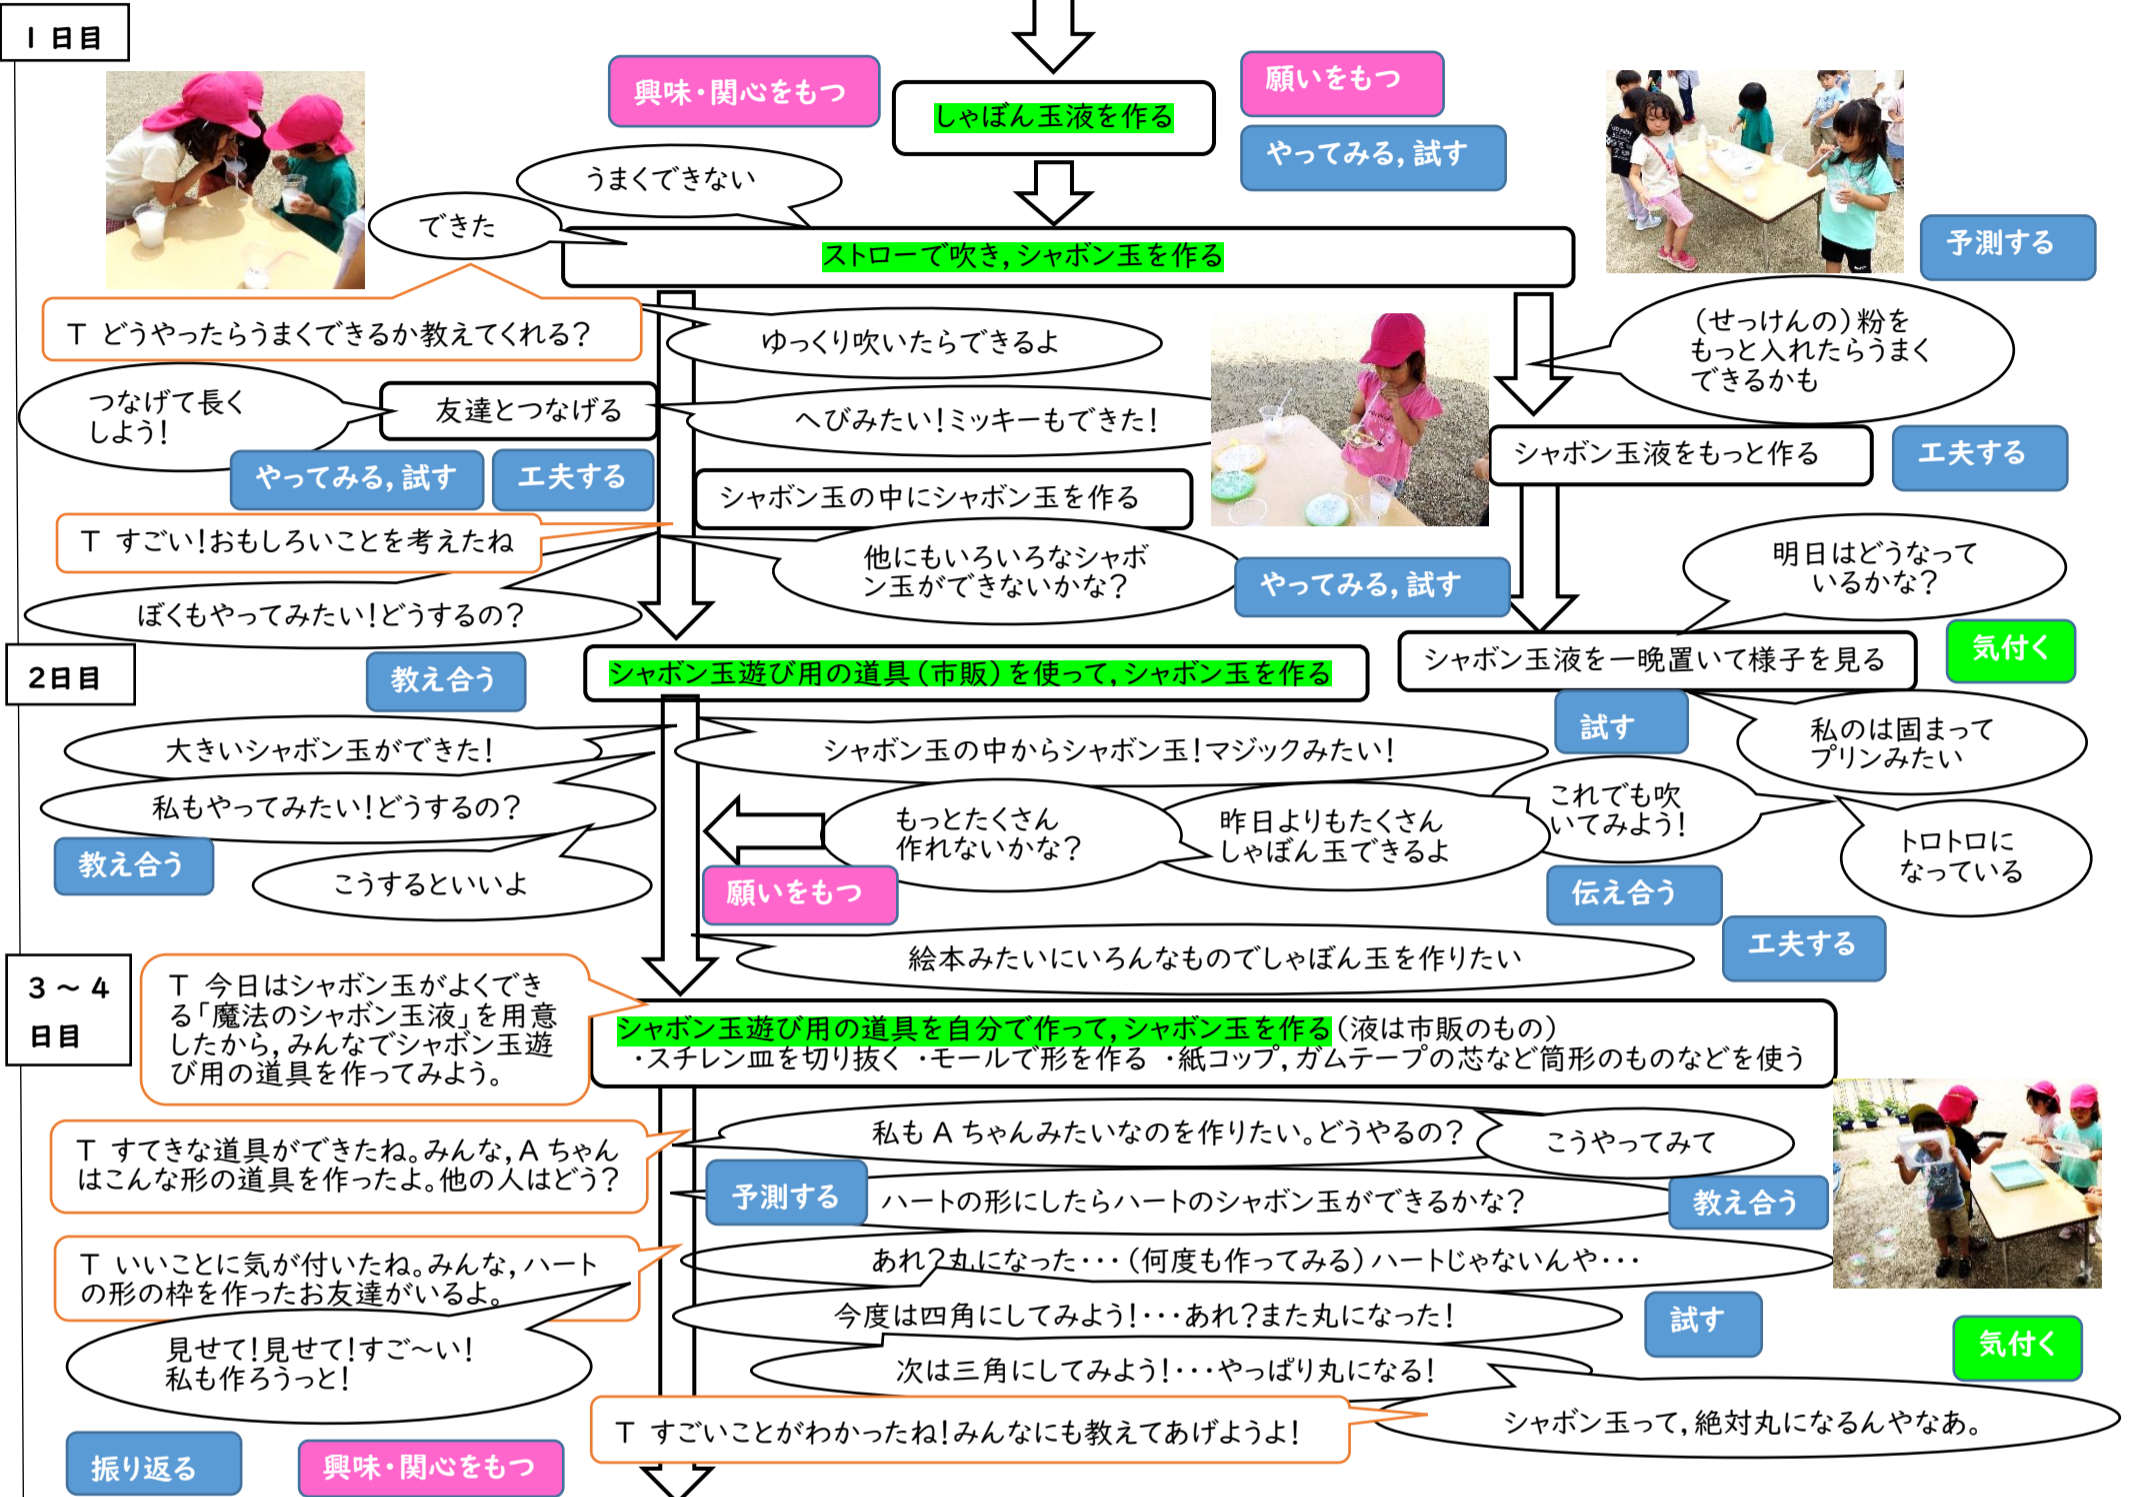 1日目
興味・関心をもつ
しゃぼん玉液を作る
願いをもつ
やってみる,試す
うまくできない
できた
ストローで吹き,シャボン玉を作る
予測する
T どうやったらうまくできるか教えてくれる?
ゆっくり吹いたらできるよ
(せっけんの)粉を
もっと入れたらうまく
できるかも
つなげて長く
しよう!
友達とつなげる
へびみたい!ミッキーもできた!
シャボン玉液をもっと作る
工夫する
やってみる,試す
工夫する
シャボン玉の中にシャボン玉を作る
T すごい!おもしろいことを考えたね
他にもいろいろなシャボ
ン玉ができないかな?
やってみる,試す
明日はどうなって
いるかな?
ぼくもやってみたい!どうするの?
2日目
教え合う
シャボン玉遊び用の道具(市販)を使って,シャボン玉を作る
シャボン玉液を一晩置いて様子を見る
気付く
試す
大きいシャボン玉ができた!
シャボン玉の中からシャボン玉!マジックみたい!
私のは固まって
プリンみたい
私もやってみたい!どうするの?
もっとたくさん
作れないかな?
昨日よりもたくさん
しゃぼん玉できるよ
これでも吹
いてみよう!
トロトロに
なっている
教え合う
こうするといいよ
願いをもつ
伝え合う
工夫する
絵本みたいにいろんなものでしゃぼん玉を作りたい
3~4
日目
T 今日はシャボン玉がよくでき
る「魔法のシャボン玉液」を用意
したから,みんなでシャボン玉遊
び用の道具を作ってみよう。
シャボン玉遊び用の道具を自分で作って,シャボン玉を作る(液は市販のもの)
・スチレン皿を切り抜く ・モールで形を作る ・紙コップ,ガムテープの芯など筒形のものなどを使う
T すてきな道具ができたね。みんな,Aちゃん
はこんな形の道具を作ったよ。他の人はどう?
私もAちゃんみたいなのを作りたい。どうやるの?
こうやってみて
予測する
ハートの形にしたらハートのシャボン玉ができるかな?
教え合う
T いいことに気が付いたね。みんな,ハート
の形の枠を作ったお友達がいるよ。
あれ?丸になった・・・(何度も作ってみる)ハートじゃないんや・・・
今度は四角にしてみよう!・・・あれ?また丸になった!
試す
気付く
見せて!見せて!すご~い!
私も作ろうっと!
次は三角にしてみよう!・・・やっぱり丸になる!
T すごいことがわかったね!みんなにも教えてあげようよ!
シャボン玉って,絶対丸になるんやなあ。
振り返る
興味・関心をもつ